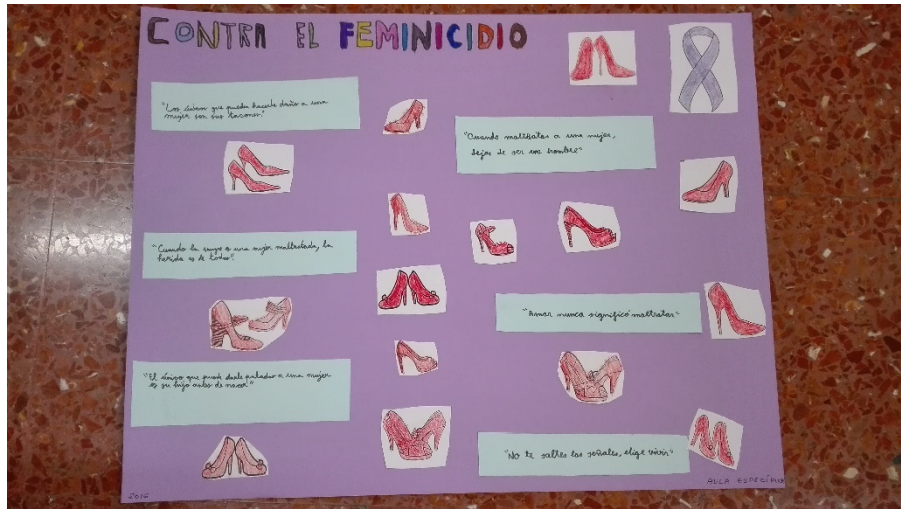 CONTRA EL FEMINICIDIO
"Los únicos que pueden hacerle daño a una
mujer son sus tacones."
"Cuando maltratas a una mujer,
dejas de ser un hombre"
"Cuando la mujer es una mujer maltratada, la
herida es de todos".
"Amar nunca significó maltratar"
"El único que puede darle patadas a una mujer
es su hijo antes de nacer"
"No te saltes las señales, elige vivir"
AULA ESPECÍFICA